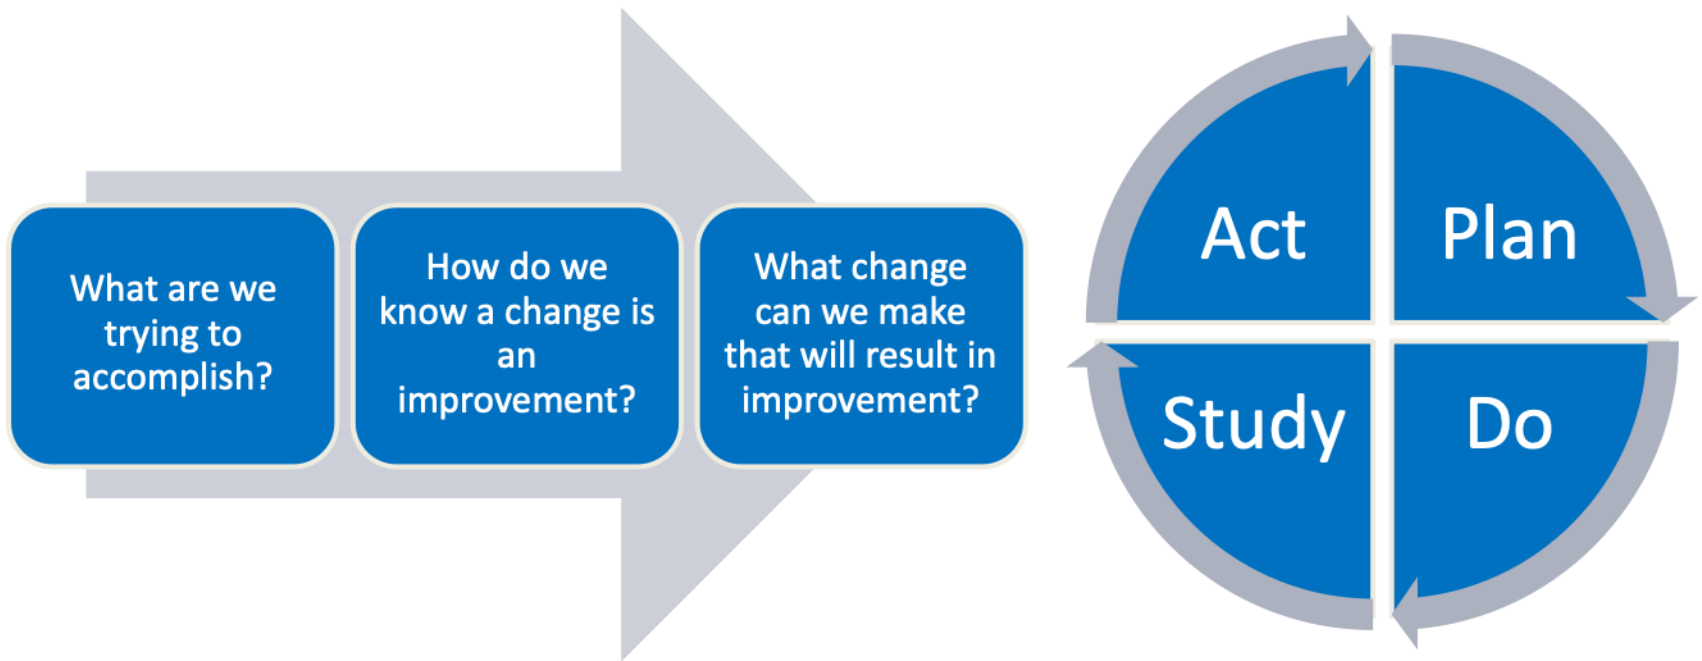 What are we
trying to
accomplish?
How do we
know a change is
an
improvement?
What change
can we make
that will result in
improvement?
Act
Plan
Study
Do